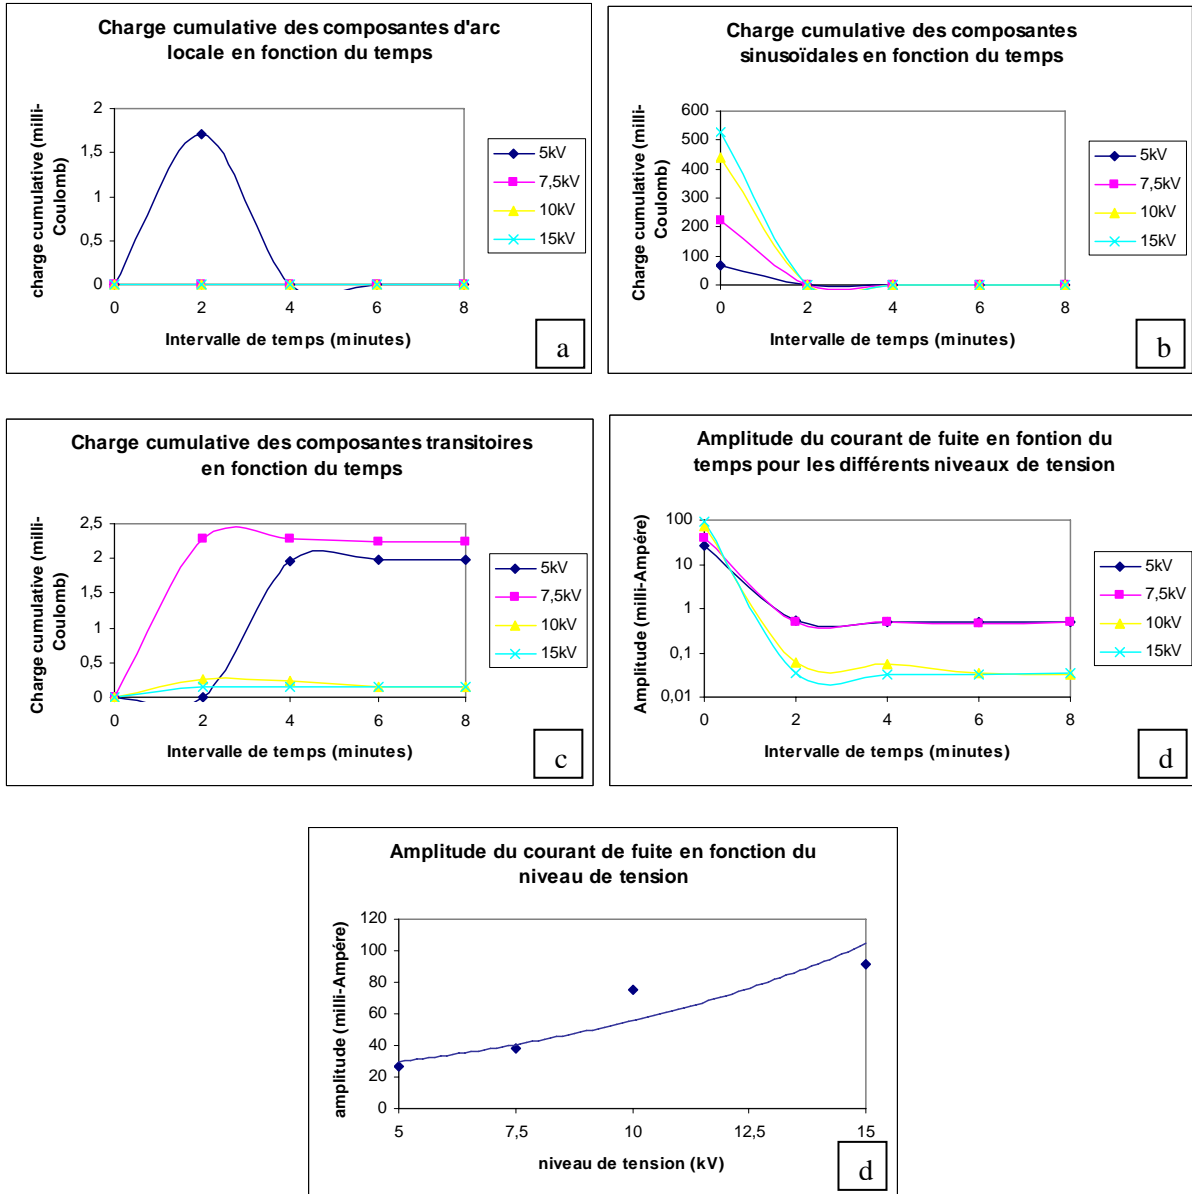 Charge cumulative des composantes d'arc
locale en fonction du temps
charge cumulative (milli-
Coulomb)
2
1,5
1
0,5
0
0 2 4 6 8
Intervalle de temps (minutes)
5kV
7,5kV
10kV
15kV
a
Charge cumulative des composantes
sinusoïdales en fonction du temps
Charge cumulative (milli-
Coulomb)
600
500
400
300
200
100
0
0 2 4 6 8
Intervalle de temps (minutes)
5kV
7,5kV
10kV
15kV
b
Charge cumulative des composantes transitoires
en fonction du temps
Charge cumulative (milli-
Coulomb)
2,5
2
1,5
1
0,5
0
0 2 4 6 8
Intervalle de temps (minutes)
5kV
7,5kV
10kV
15kV
c
Amplitude du courant de fuite en fontion du
temps pour les différents niveaux de tension
Amplitude (milli-Ampére)
100
10
1
0,1
0,01
0 2 4 6 8
Intervalle de temps (minutes)
5kV
7,5kV
10kV
15kV
d
Amplitude du courant de fuite en fonction du
niveau de tension
amplitude (milli-Ampére)
120
100
80
60
40
20
0
5 7,5 10 12,5 15
niveau de tension (kV)
d